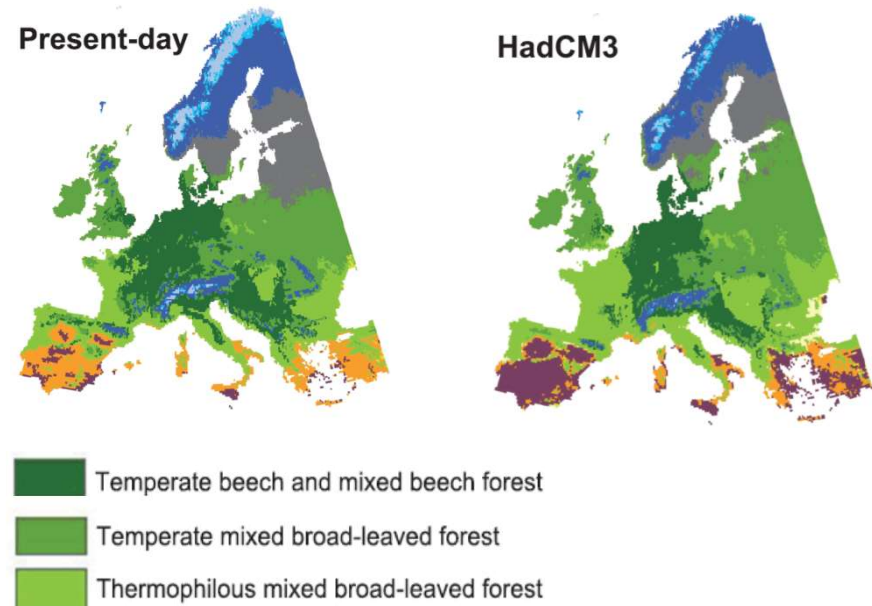 Present-day
HadCM3
Temperate beech and mixed beech forest
Temperate mixed broad-leaved forest
Thermophilous mixed broad-leaved forest